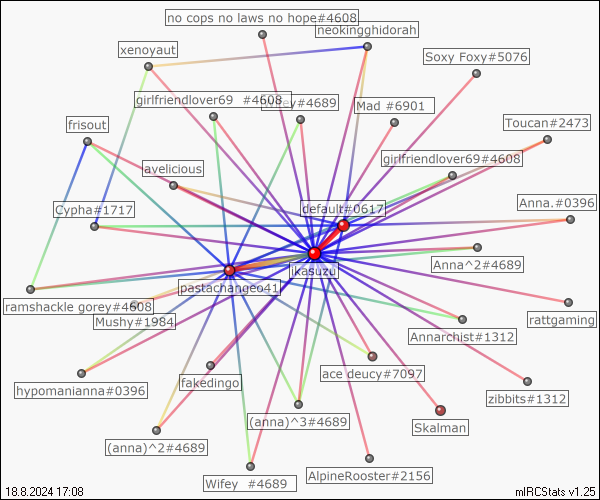 no cops no laws no hope#4608
neokingghidorah
xenoyaut
Soxy Foxy#5076
girlfriendlover69 #4608
#4689
Mad #6901
Toucan#2473
frisout
girlfriendlover69#4608
avelicious
default#0617
Cypha#1717
Anna.#0396
Anna^2#4689
ikasuzu
pastachangeo41
ramshackle gorey#4608
Mushy#1984
rattgaming
Annarchist#1312
ace deucy#7097
fakedingo
hypomanianna#0396
zibbits#1312
(anna)^3#4689
Skalman
(anna)^2#4689
AlpineRooster#2156
Wifey #4689
18.8.2024 17:08
mIRCStats v1.25